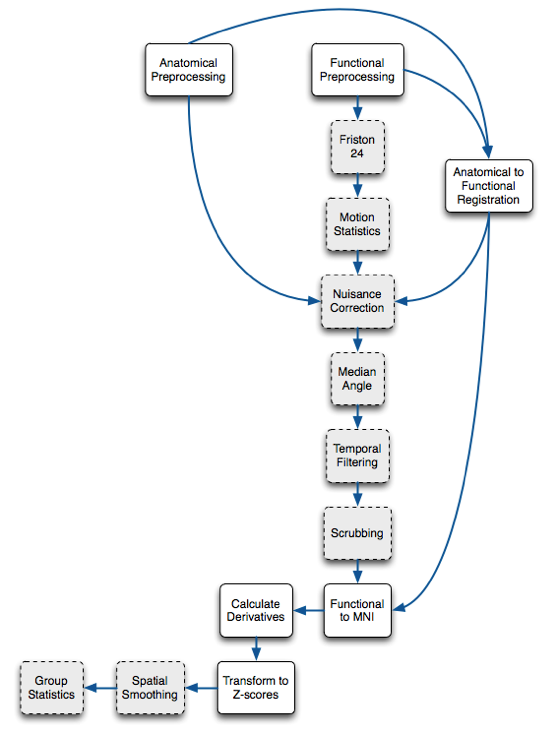 Anatomical
Preprocessing
Functional
Preprocessing
Friston
24
Anatomical to
Functional
Registration
Motion
Statistics
Nuisance
Correction
Median
Angle
Temporal
Filtering
Scrubbing
Calculate
Derivatives
Functional
to MNI
Group
Statistics
Spatial
Smoothing
Transform to
Z-scores